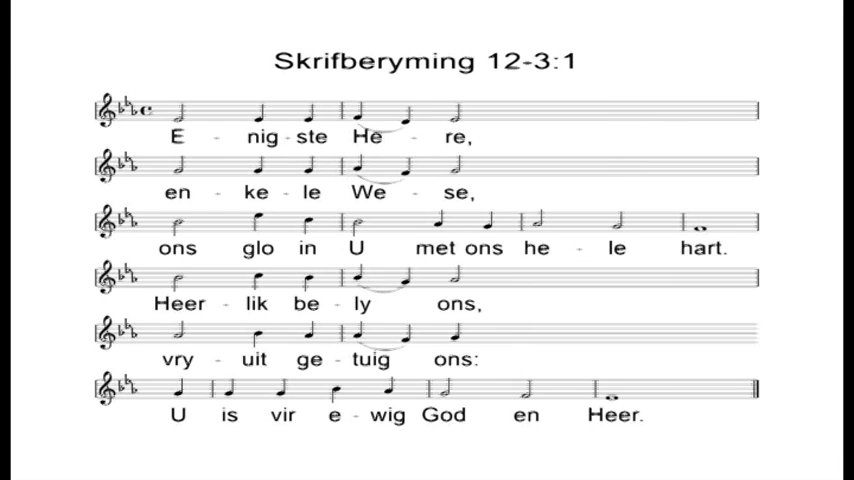 Skrifberyming 12-3:1
E - nig - ste He - re,
en - ke - le We - se,
ons glo in U met ons he - le hart.
Heer - lik be - ly ons,
vry - uit ge - tuig ons:
U is vir e - wig God en Heer.